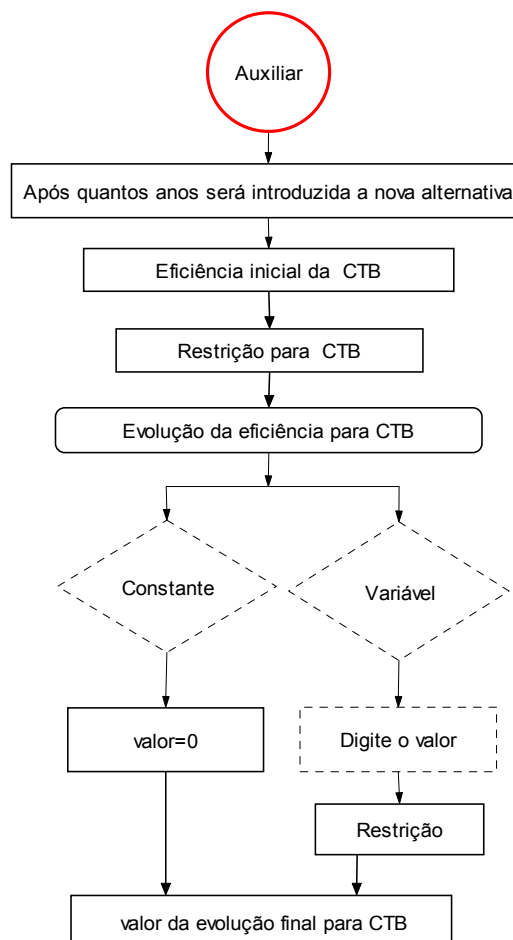 Auxiliar
Após quantos anos será introduzida a nova alternativa
Eficiência inicial da CTB
Restrição para CTB
Evolução da eficiência para CTB
Constante
Variável
valor=0
Digite o valor
Restrição
valor da evolução final para CTB